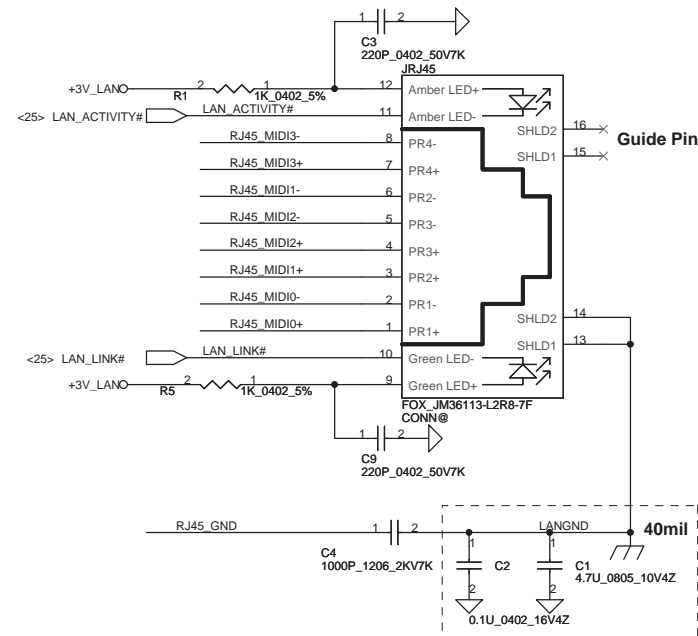 1 2
C3
220P_0402_50V7K
JRJ45
+3V_LAN 2 1 12 Amber LED+
R1 1K_0402_5%
<25> LAN_ACTIVITY# LAN_ACTIVITY# 11 Amber LED-
SHLD2 16
Guide Pin
RJ45_MIDI3- 8 PR4-
SHLD1 15
RJ45_MIDI3+ 7 PR4+
RJ45_MIDI1- 6 PR2-
RJ45_MIDI2- 5 PR3-
RJ45_MIDI2+ 4 PR3+
RJ45_MIDI1+ 3 PR2+
RJ45_MIDI0- 2 PR1-
SHLD2 14
RJ45_MIDI0+ 1 PR1+
SHLD1 13
<25> LAN_LINK# LAN_LINK# 10 Green LED-
+3V_LAN 2 1 9 Green LED+
R5 1K_0402_5%
FOX_JM36113-L2R8-7F
CONN@
1 2
C9
220P_0402_50V7K
RJ45_GND 1 2 LANGND 40mil
C4
1000P_1206_2KV7K
1 1
C2 C1
4.7U_0805_10V4Z
2 2
0.1U_0402_16V4Z